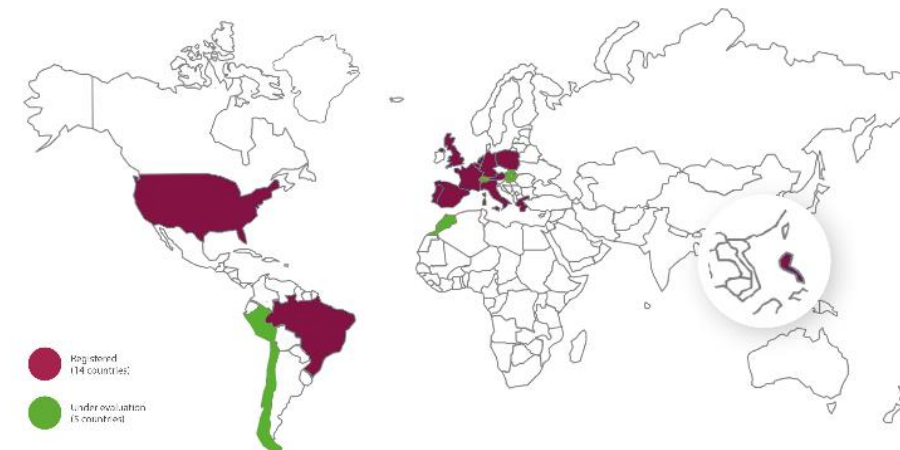 Registered
(14 countries)
Under evaluation
(5 countries)